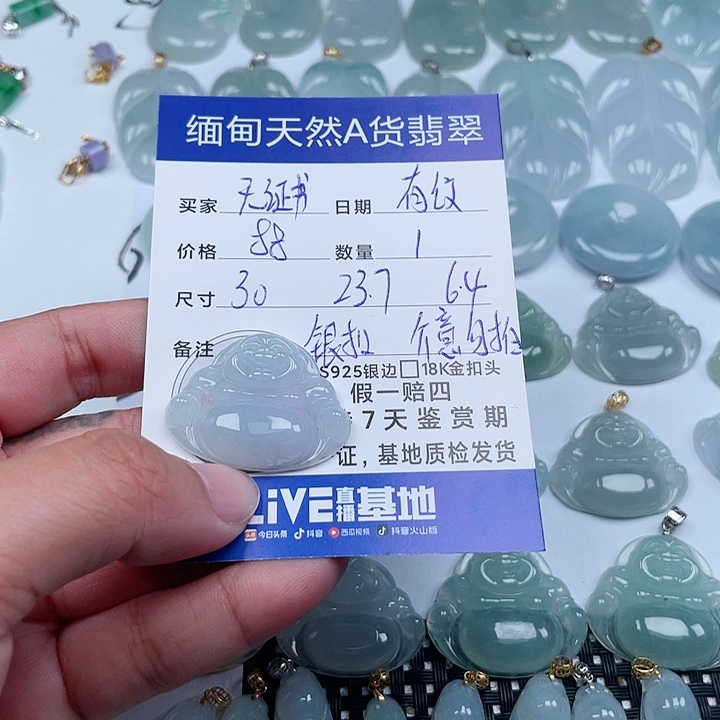 缅甸天然A货翡翠
买家 无证书 日期 有纹
价格 88 数量 1
尺寸 30 23.7 6.4
备注 银扣 介意勿拍
S925银边□18K金扣头
假一赔四
7天鉴赏期
证,基地质检发货
LiVE直播基地
今日头条 抖音 西瓜视频 抖音火山版